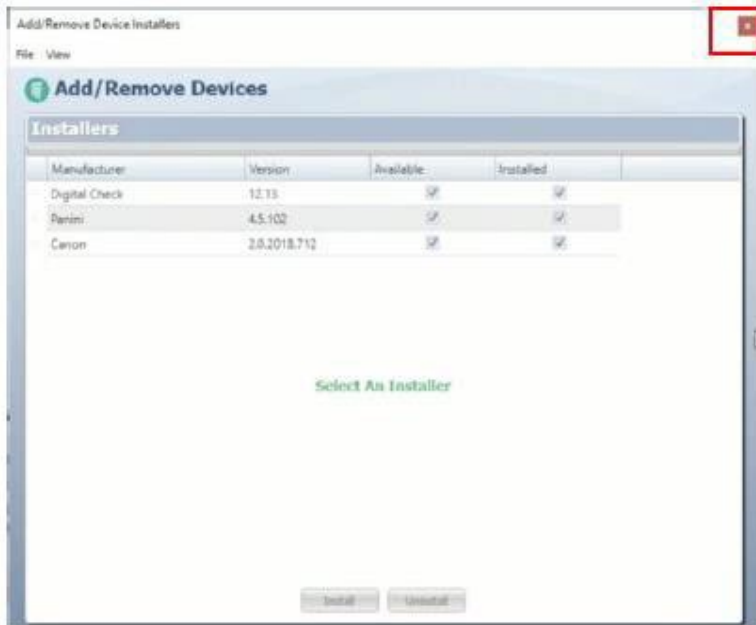 Add/Remove Device Installers
File View
Add/Remove Devices
Installers
Manufacturer Version Available Installed
Digital Check 12.13
Panini 4.5.102
Canon 2.0.2018.712
Select An Installer
Install Uninstall